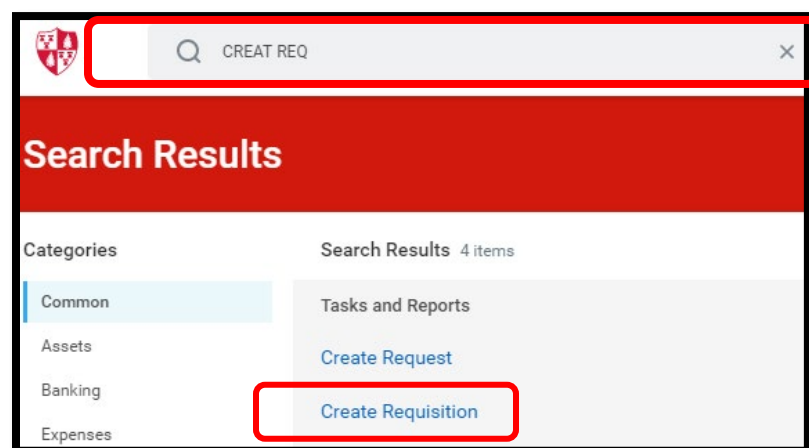 CREAT REQ
Search Results
Categories
Common
Assets
Banking
Expenses
Search Results 4 items
Tasks and Reports
Create Request
Create Requisition